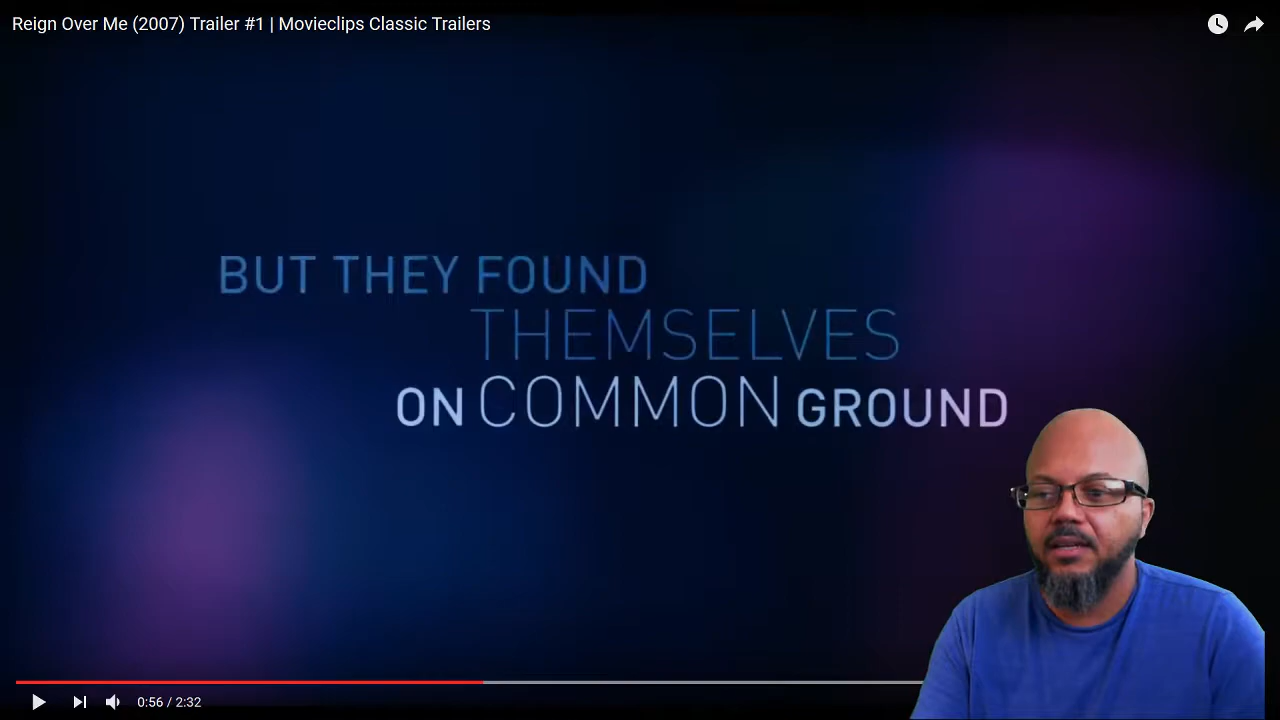 Reign Over Me (2007) Trailer #1 | Movieclips Classic Trailers
BUT THEY FOUND
THEMSELVES
ON COMMON GROUND
0:56 / 2:32